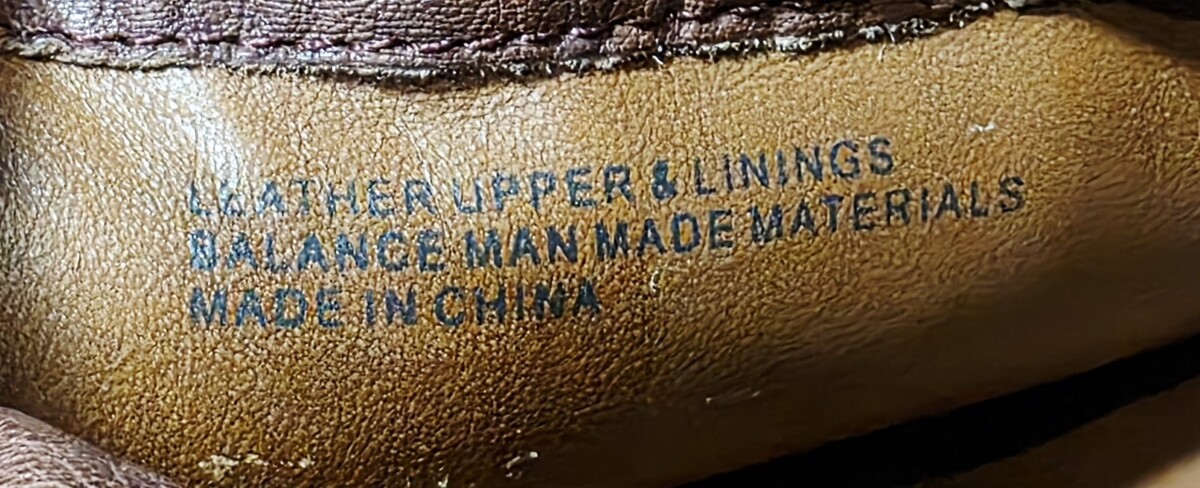 LEATHER UPPER & LININGS
BALANCE MAN MADE MATERIALS
MADE IN CHINA